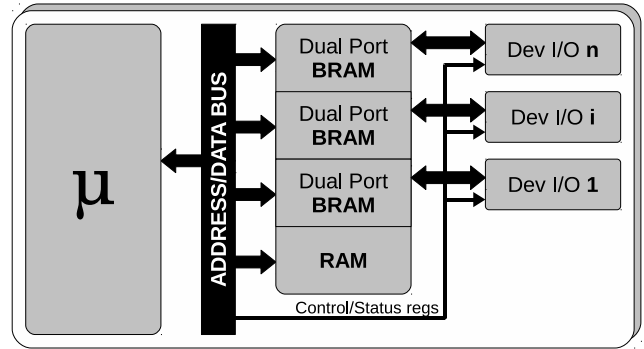 μ
ADDRESS/DATA BUS
Dual Port
BRAM
Dual Port
BRAM
Dual Port
BRAM
RAM
Dev I/O n
Dev I/O i
Dev I/O 1
Control/Status regs